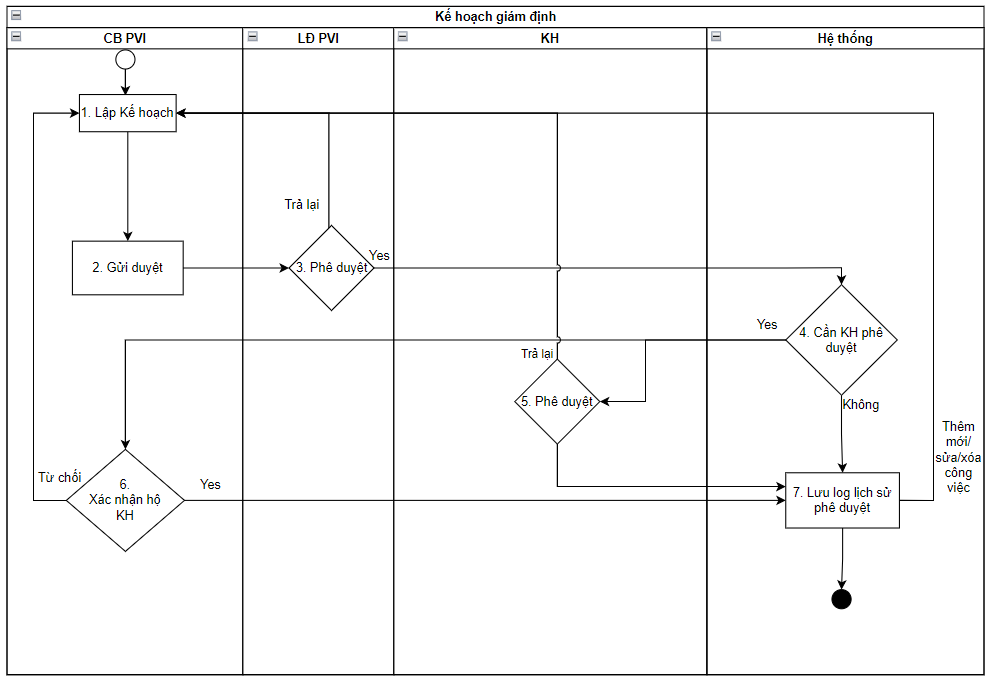 Kế hoạch giám định
CB PVI
LĐ PVI
KH
Hệ thống
1. Lập Kế hoạch
Trả lại
2. Gửi duyệt
3. Phê duyệt
Yes
Yes
4. Cần KH phê
duyệt
Trả lại
5. Phê duyệt
Không
Từ chối
6.
Xác nhận hộ
KH
Yes
7. Lưu log lịch sử
phê duyệt
Thêm
mới/
sửa/xóa
công
việc